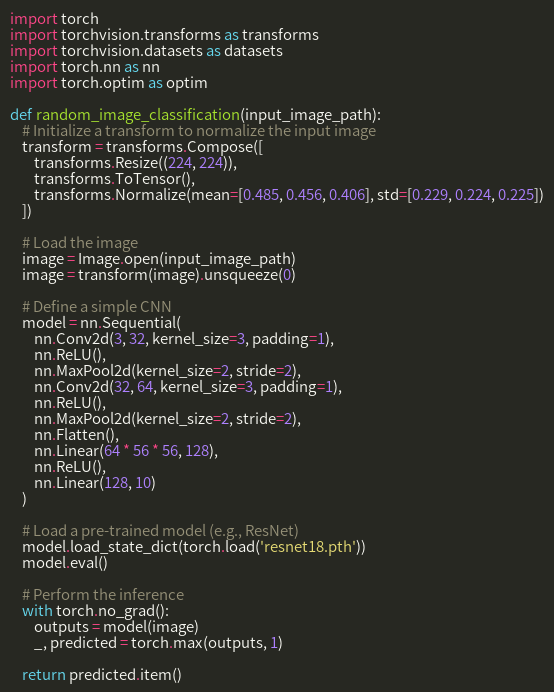 import torch
import torchvision.transforms as transforms
import torchvision.datasets as datasets
import torch.nn as nn
import torch.optim as optim

def random_image_classification(input_image_path):
    # Initialize a transform to normalize the input image
    transform = transforms.Compose([
        transforms.Resize((224, 224)),
        transforms.ToTensor(),
        transforms.Normalize(mean=[0.485, 0.456, 0.406], std=[0.229, 0.224, 0.225])
    ])

    # Load the image
    image = Image.open(input_image_path)
    image = transform(image).unsqueeze(0)

    # Define a simple CNN
    model = nn.Sequential(
        nn.Conv2d(3, 32, kernel_size=3, padding=1),
        nn.ReLU(),
        nn.MaxPool2d(kernel_size=2, stride=2),
        nn.Conv2d(32, 64, kernel_size=3, padding=1),
        nn.ReLU(),
        nn.MaxPool2d(kernel_size=2, stride=2),
        nn.Flatten(),
        nn.Linear(64 * 56 * 56, 128),
        nn.ReLU(),
        nn.Linear(128, 10)
    )

    # Load a pre-trained model (e.g., ResNet)
    model.load_state_dict(torch.load('resnet18.pth'))
    model.eval()

    # Perform the inference
    with torch.no_grad():
        outputs = model(image)
        _, predicted = torch.max(outputs, 1)

    return predicted.item()